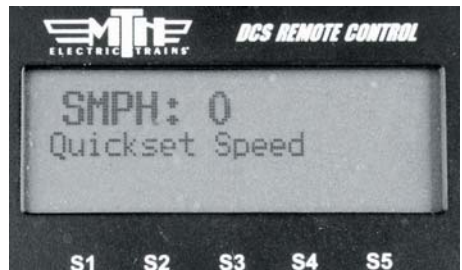 MTH DCS REMOTE CONTROL
ELECTRIC TRAINS
SMPH: 0
Quickset Speed
S1 S2 S3 S4 S5